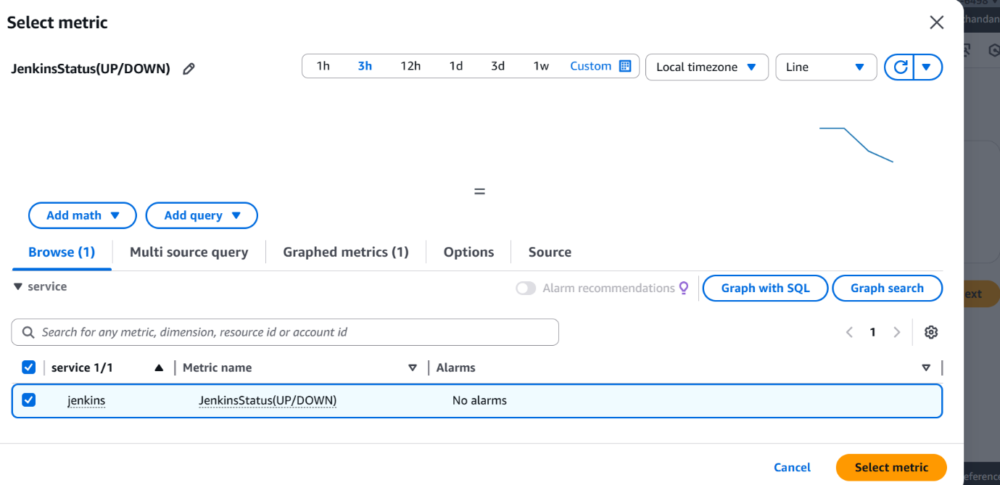 Select metric
JenkinsStatus(UP/DOWN)
1h 3h 12h 1d 3d 1w Custom
Local timezone
Line
Add math
Add query
Browse (1) Multi source query Graphed metrics (1) Options Source
service
Alarm recommendations
Graph with SQL
Graph search
Search for any metric, dimension, resource id or account id
1
service 1/1 Metric name Alarms
jenkins JenkinsStatus(UP/DOWN) No alarms
Cancel
Select metric